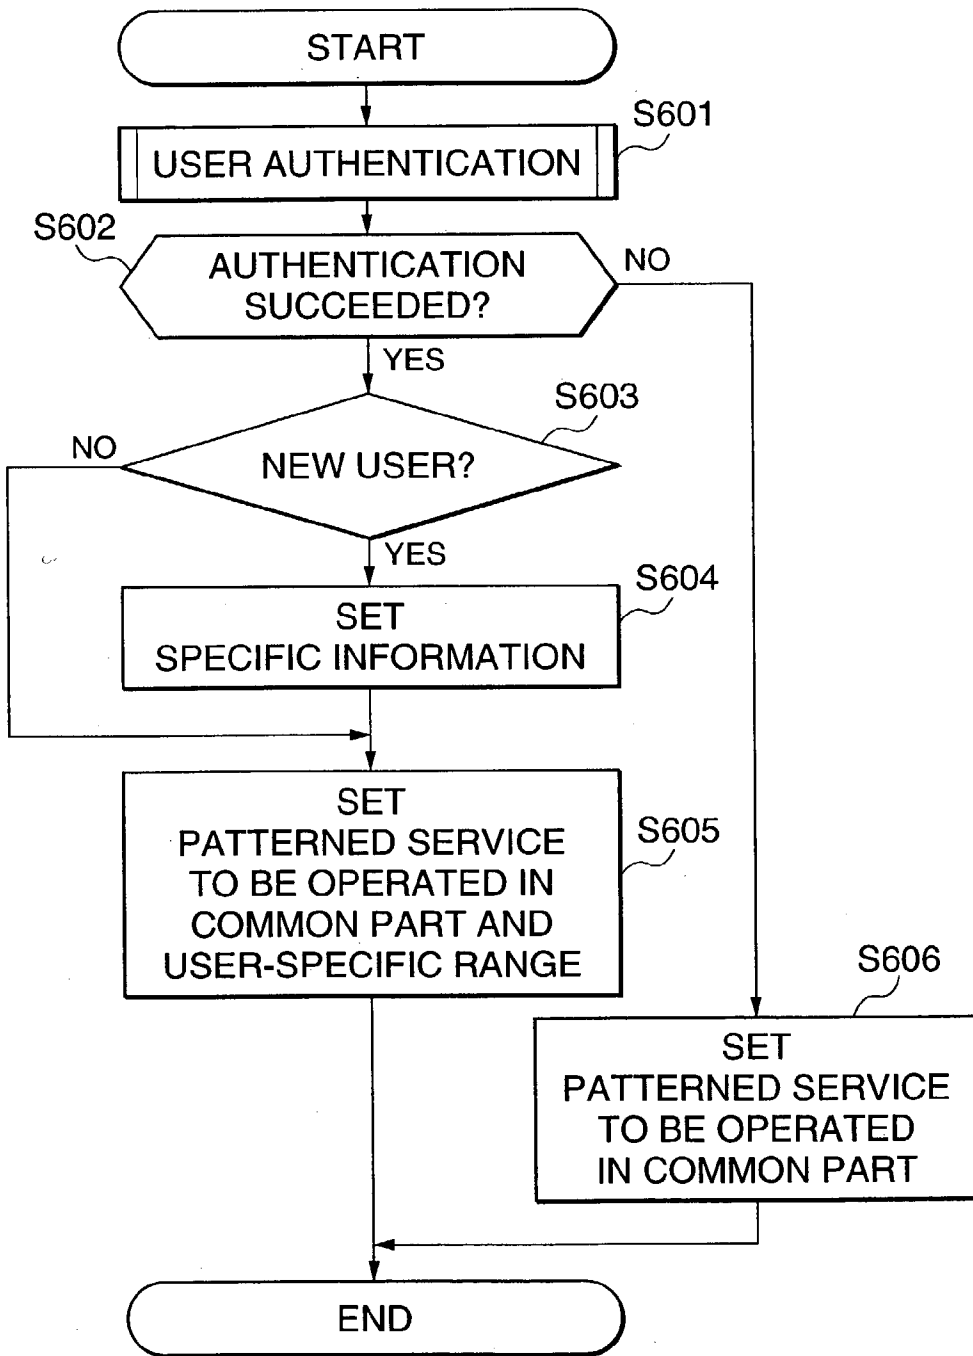 START
S601
USER AUTHENTICATION
S602
AUTHENTICATION
SUCCEEDED?
NO
YES
S603
NO
NEW USER?
YES
S604
SET
SPECIFIC INFORMATION
S605
SET
PATTERNED SERVICE
TO BE OPERATED IN
COMMON PART AND
USER-SPECIFIC RANGE
S606
SET
PATTERNED SERVICE
TO BE OPERATED
IN COMMON PART
END